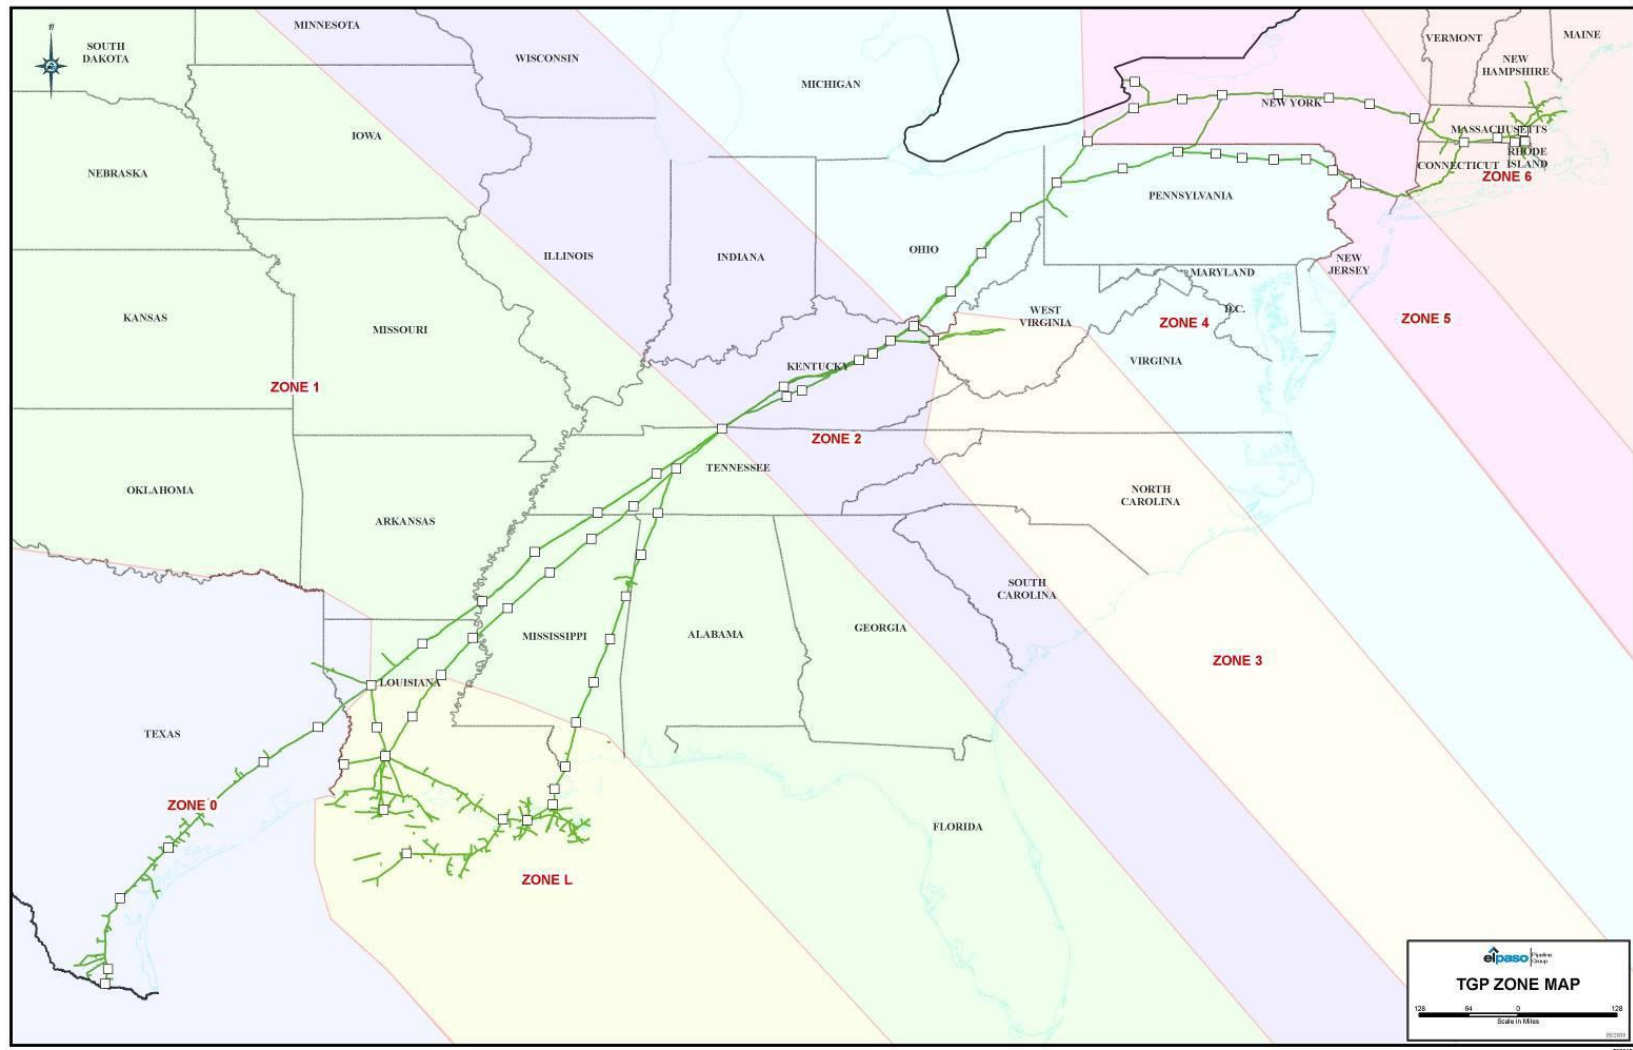 N
SOUTH
DAKOTA
MINNESOTA
WISCONSIN
MICHIGAN
VERMONT
MAINE
NEW
HAMPSHIRE
NEW YORK
MASSACHUSETTS
IOWA
RHODE
ISLAND
CONNECTICUT
ZONE 6
NEBRASKA
PENNSYLVANIA
ILLINOIS
INDIANA
OHIO
NEW
JERSEY
MARYLAND
D.C.
KANSAS
MISSOURI
WEST
VIRGINIA
ZONE 4
ZONE 5
VIRGINIA
KENTUCKY
ZONE 1
ZONE 2
TENNESSEE
OKLAHOMA
ARKANSAS
NORTH
CAROLINA
SOUTH
CAROLINA
MISSISSIPPI
ALABAMA
GEORGIA
ZONE 3
LOUISIANA
TEXAS
ZONE 0
FLORIDA
ZONE L
elpaso Pipeline
Group
TGP ZONE MAP
128 64 0 128
Scale in Miles